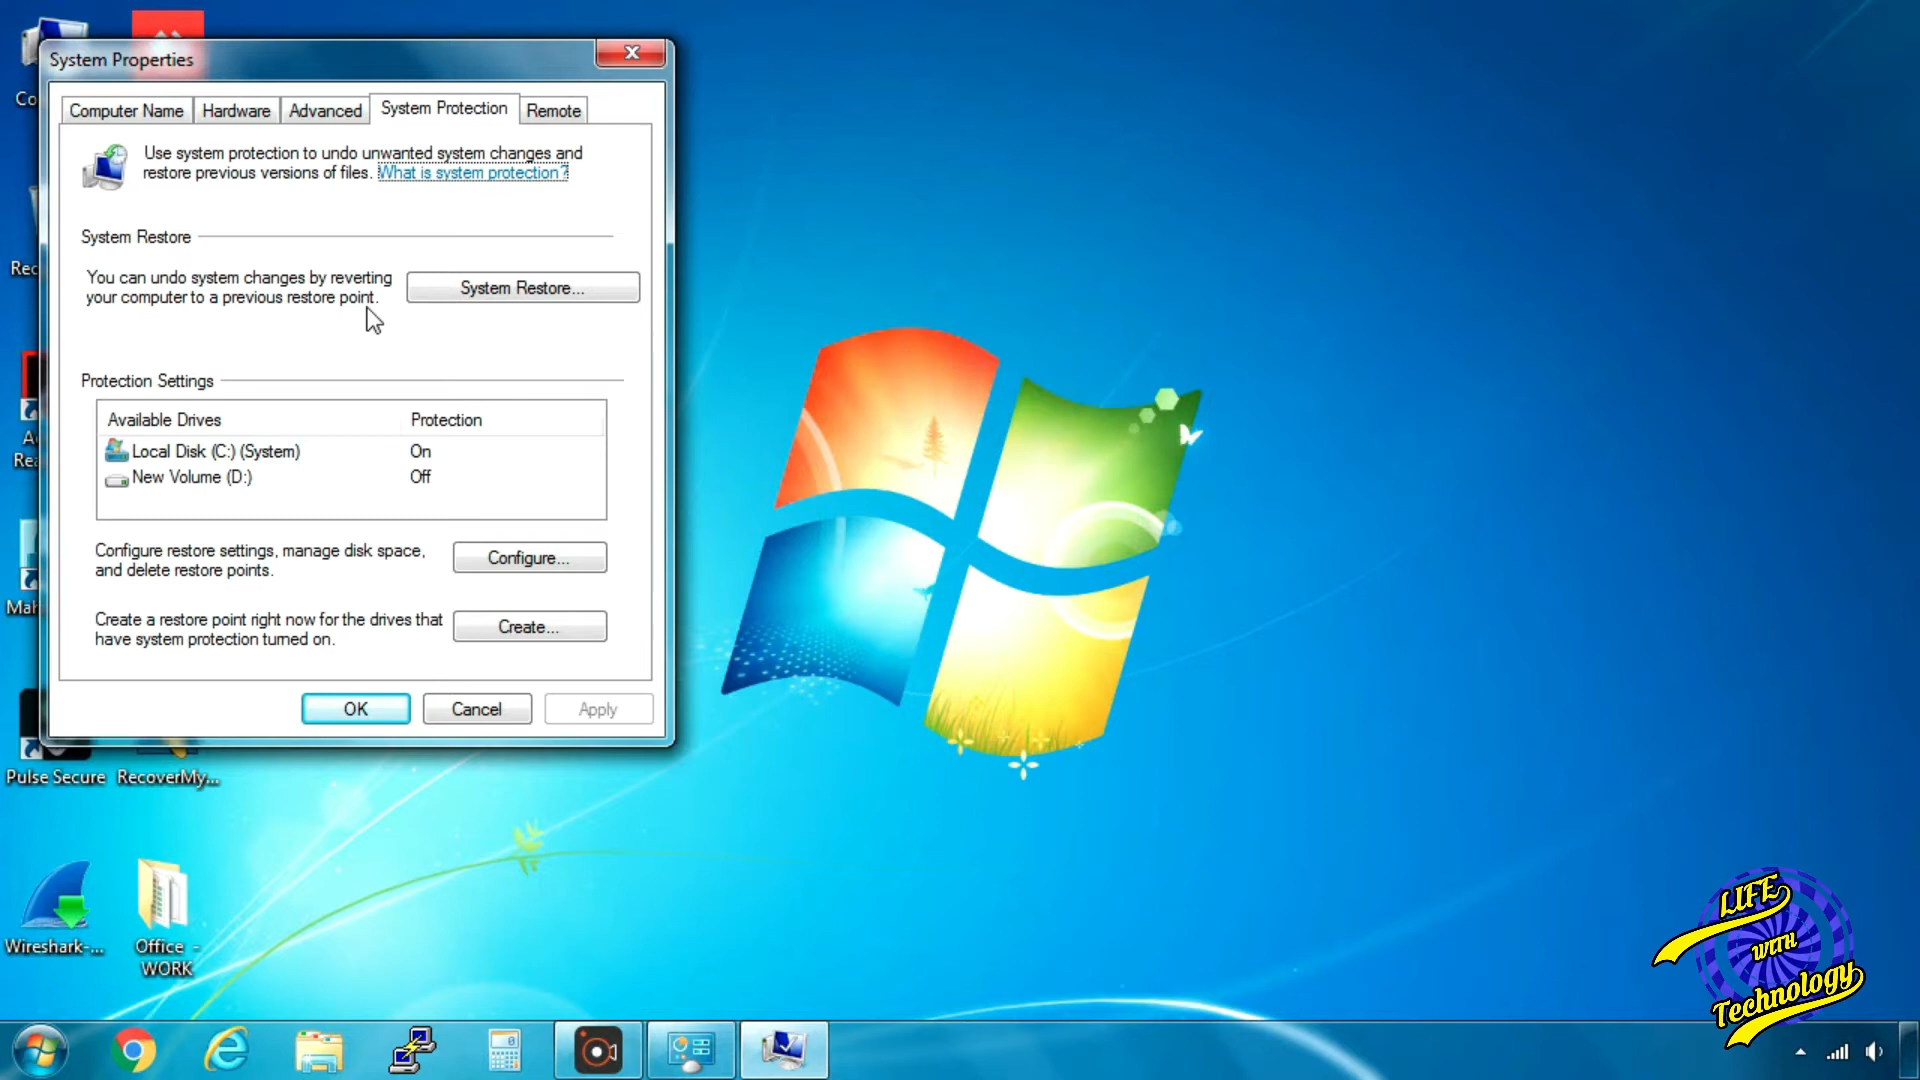 System Properties
Computer Name
Hardware
Advanced
System Protection
Remote
Use system protection to undo unwanted system changes and
restore previous versions of files. What is system protection?
System Restore
You can undo system changes by reverting
your computer to a previous restore point.
System Restore...
Protection Settings
Available Drives Protection
Local Disk (C:) (System) On
New Volume (D:) Off
Configure restore settings, manage disk space,
and delete restore points.
Configure...
Create a restore point right now for the drives that
have system protection turned on.
Create...
OK
Cancel
Apply
Co
Rec
A
Rea
Mah
Pulse Secure
RecoverMy...
Wireshark-...
Office -
WORK
LIFE
WITH
Technology